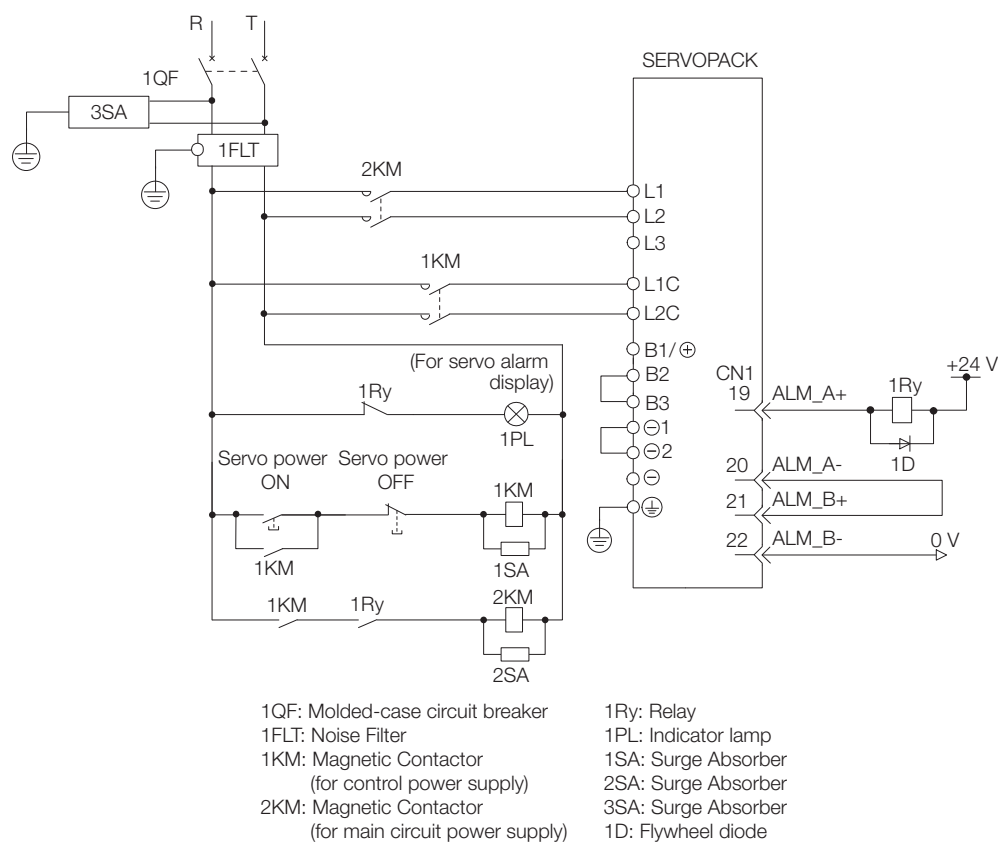 R T
SERVOPACK
1QF
3SA
1FLT
2KM
L1
L2
L3
1KM
L1C
L2C
B1/⊕
(For servo alarm
display)
B2
CN1
+24 V
1Ry
1Ry
B3
19 ALM_A+
1PL
⊖1
1D
⊖2
Servo power
ON
Servo power
OFF
20 ALM_A-
⊖
1KM
21 ALM_B+
1KM
1SA
22 ALM_B- 0 V
1KM 1Ry 2KM
2SA
1QF: Molded-case circuit breaker
1FLT: Noise Filter
1KM: Magnetic Contactor
(for control power supply)
2KM: Magnetic Contactor
(for main circuit power supply)
1Ry: Relay
1PL: Indicator lamp
1SA: Surge Absorber
2SA: Surge Absorber
3SA: Surge Absorber
1D: Flywheel diode